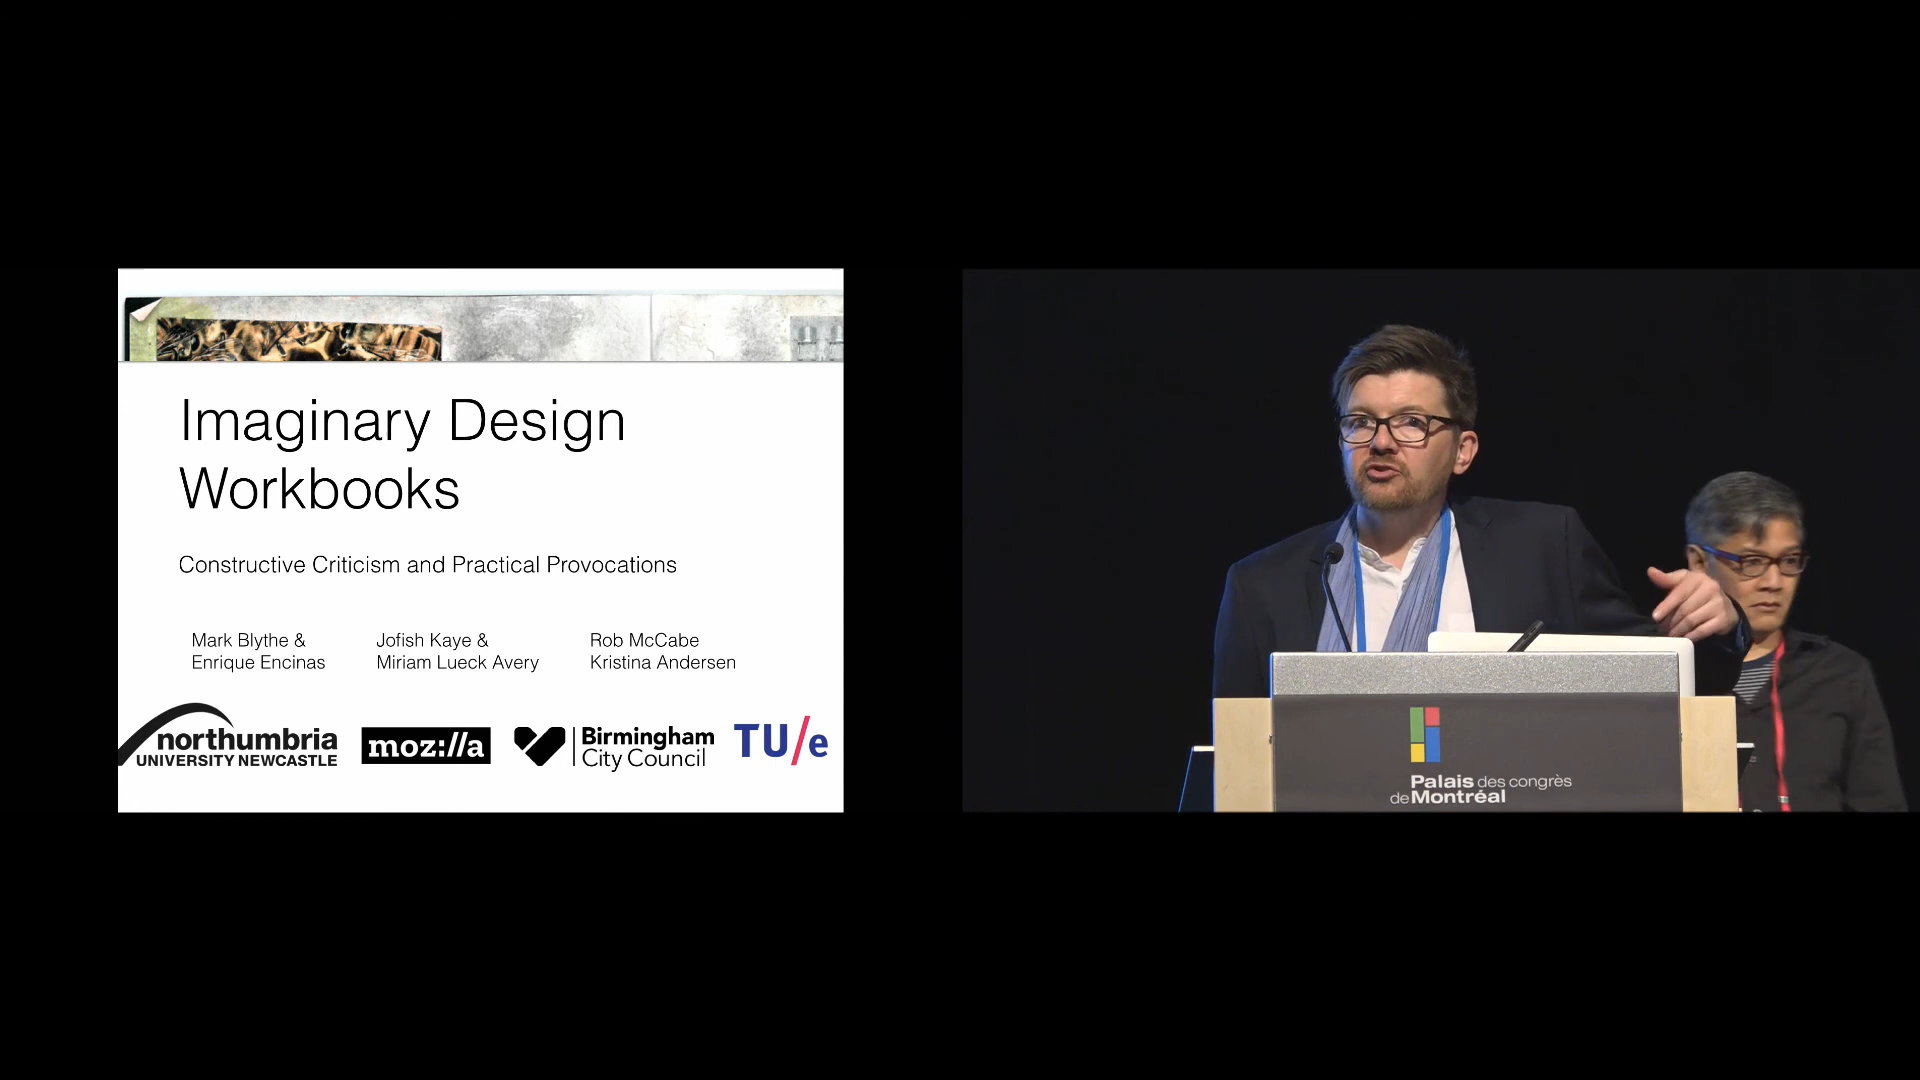 Imaginary Design
Workbooks
Constructive Criticism and Practical Provocations
Mark Blythe &
Enrique Encinas
Jofish Kaye &
Miriam Lueck Avery
Rob McCabe
Kristina Andersen
northumbria
UNIVERSITY NEWCASTLE
moz://a
Birmingham
City Council
TU/e
Palais des congrès
de Montréal